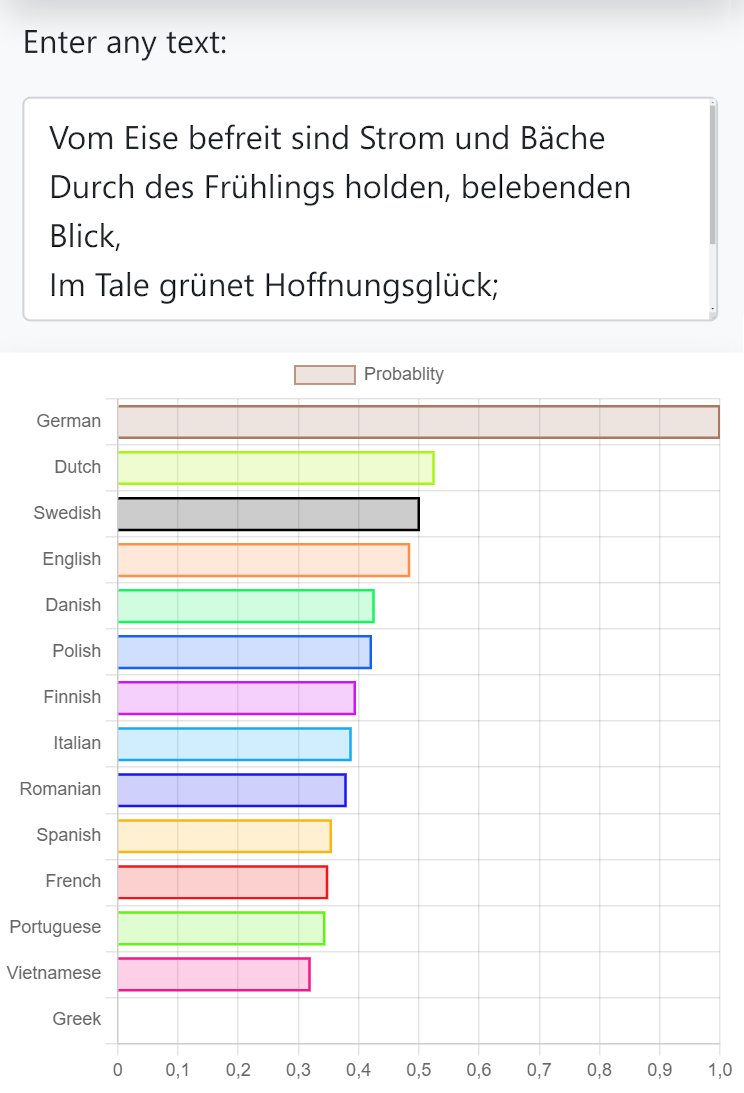 Enter any text:
Vom Eise befreit sind Strom und Bäche
Durch des Frühlings holden, belebenden
Blick,
Im Tale grünet Hoffnungsglück;
Probablity
German
Dutch
Swedish
English
Danish
Polish
Finnish
Italian
Romanian
Spanish
French
Portuguese
Vietnamese
Greek
0 0,1 0,2 0,3 0,4 0,5 0,6 0,7 0,8 0,9 1,0